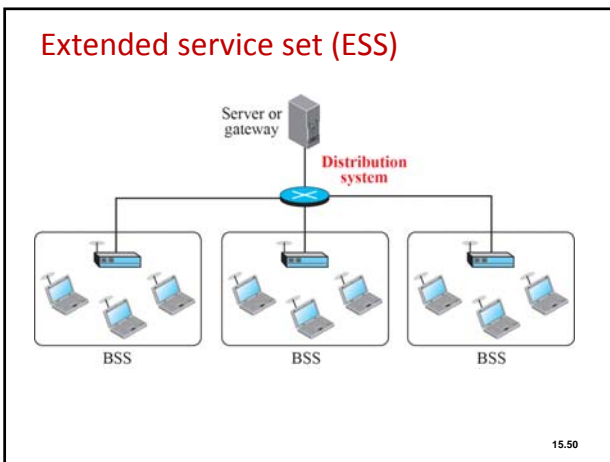 Extended service set (ESS)
Server or
gateway
Distribution
system
BSS
BSS
BSS
15.50